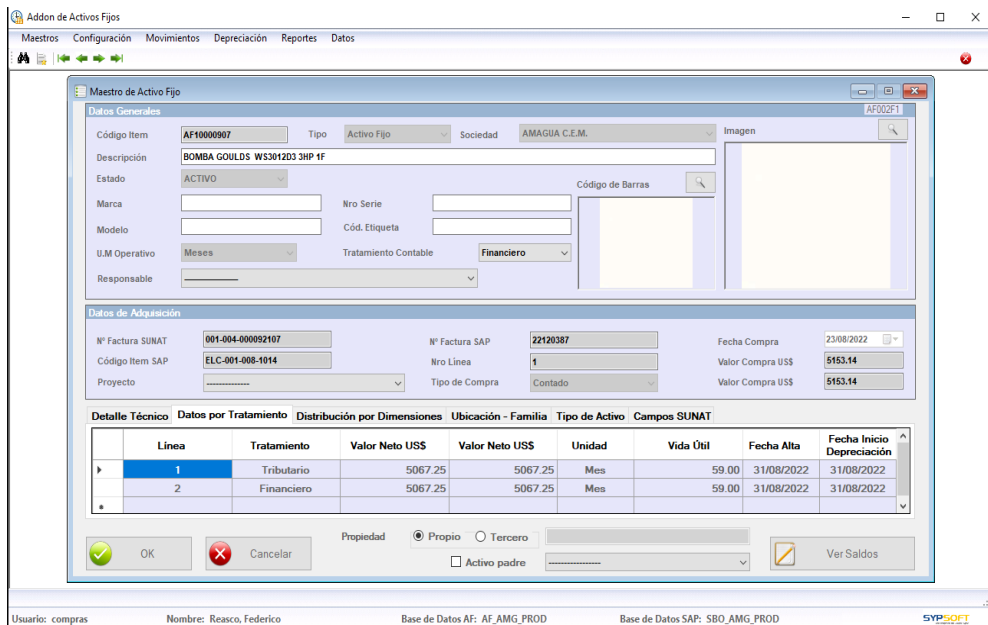 Addon de Activos Fijos
Maestros Configuración Movimientos Depreciación Reportes Datos
Maestro de Activo Fijo
Datos Generales AF002F1
Código Item AF10000907 Tipo Activo Fijo Sociedad AMAGUA C.E.M. Imagen
Descripción BOMBA GOULDS WS3012D3 3HP 1F
Estado ACTIVO Código de Barras
Marca Nro Serie
Modelo Cód. Etiqueta
U.M Operativo Meses Tratamiento Contable Financiero
Responsable --------------------
Datos de Adquisición
Nº Factura SUNAT 001-004-000092107 Nº Factura SAP 22120387 Fecha Compra 23/08/2022
Código Item SAP ELC-001-008-1014 Nro Línea 1 Valor Compra US$ 5153.14
Proyecto -------------- Tipo de Compra Contado Valor Compra US$ 5153.14
Detalle Técnico Datos por Tratamiento Distribución por Dimensiones Ubicación - Familia Tipo de Activo Campos SUNAT
Línea Tratamiento Valor Neto US$ Valor Neto US$ Unidad Vida Útil Fecha Alta Fecha Inicio Depreciación
1 Tributario 5067.25 5067.25 Mes 59.00 31/08/2022 31/08/2022
2 Financiero 5067.25 5067.25 Mes 59.00 31/08/2022 31/08/2022
Propiedad Propio Tercero
OK Cancelar Activo padre ----------------- Ver Saldos
Usuario: compras Nombre: Reasco, Federico Base de Datos AF: AF_AMG_PROD Base de Datos SAP: SBO_AMG_PROD SYPSOFT